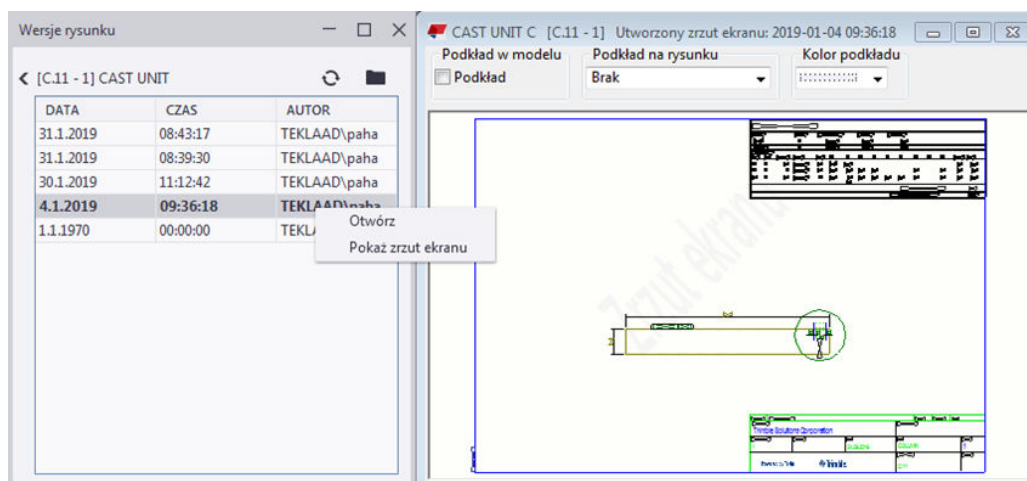 Wersje rysunku
[C.11 - 1] CAST UNIT
DATA CZAS AUTOR
31.1.2019 08:43:17 TEKLAAD\paha
31.1.2019 08:39:30 TEKLAAD\paha
30.1.2019 11:12:42 TEKLAAD\paha
4.1.2019 09:36:18 TEKLAAD\paha
1.1.1970 00:00:00
Otwórz
Pokaż zrzut ekranu
CAST UNIT C [C.11 - 1] Utworzony zrzut ekranu: 2019-01-04 09:36:18
Podkład w modelu Podkład na rysunku Kolor podkładu
Podkład Brak
Zrzut ekranu
Trimble Solutions Corporation
Trimble